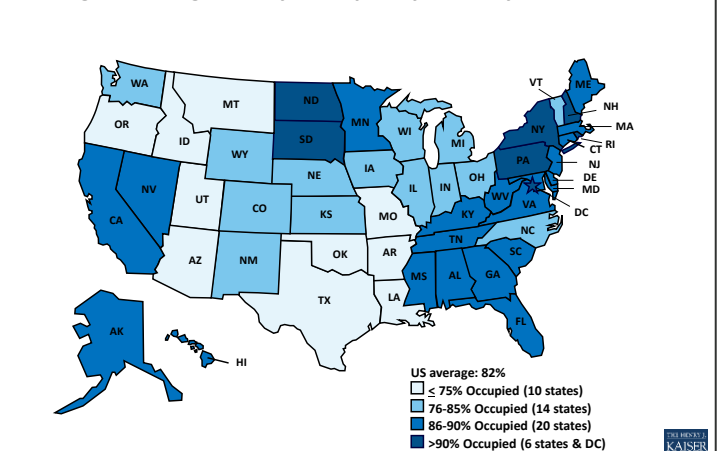 WA
MT
ND
MN
VT
ME
OR
ID
SD
WI
MI
NY
NH
MA
WY
IA
PA
RI
CT
NJ
NE
OH
DE
MD
NV
UT
CO
IL
IN
WV
VA
DC
CA
KS
MO
KY
NC
AZ
NM
OK
AR
TN
SC
TX
LA
MS
AL
GA
FL
AK
HI
US average: 82%
≤ 75% Occupied (10 states)
76-85% Occupied (14 states)
86-90% Occupied (20 states)
>90% Occupied (6 states & DC)
THE HENRY J.
KAISER